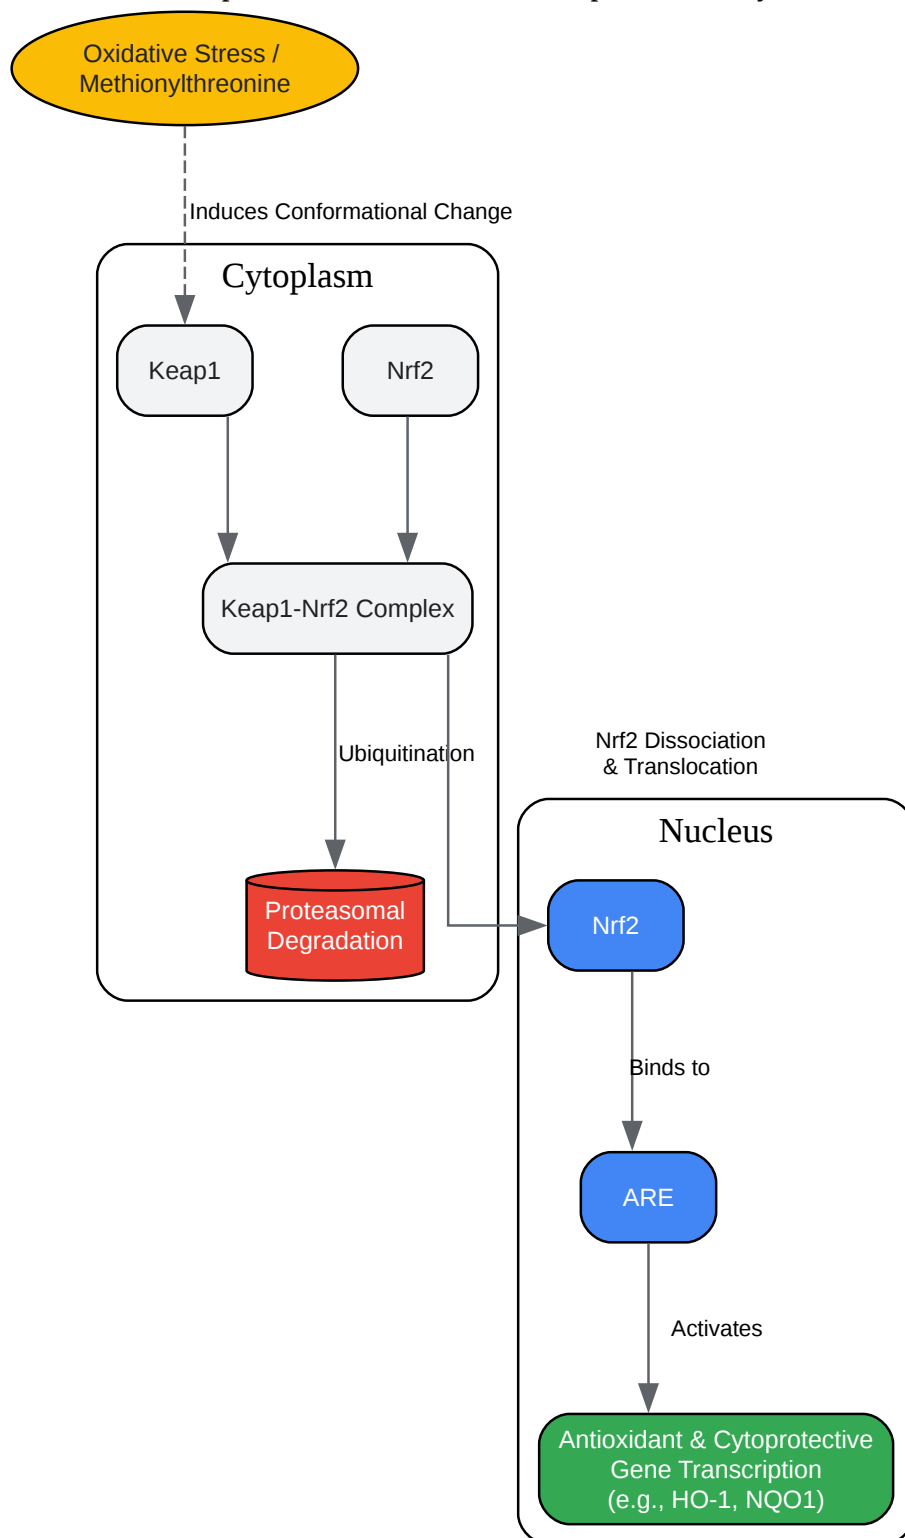 Oxidative Stress /
Methionylthreonine
Induces Conformational Change
Cytoplasm
Keap1
Nrf2
Keap1-Nrf2 Complex
Ubiquitination
Nrf2 Dissociation
& Translocation
Nucleus
Proteasomal
Degradation
Nrf2
Binds to
ARE
Activates
Antioxidant & Cytoprotective
Gene Transcription
(e.g., HO-1, NQO1)